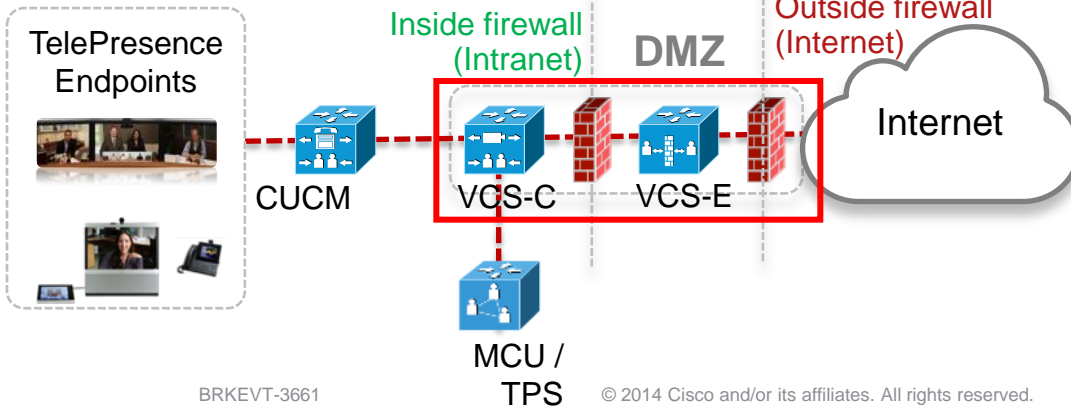 TelePresence
Endpoints
Inside firewall
(Intranet)
DMZ
Outside firewall
(Internet)
Internet
CUCM
VCS-C
VCS-E
MCU /
TPS
BRKEVT-3661
© 2014 Cisco and/or its affiliates. All rights reserved.